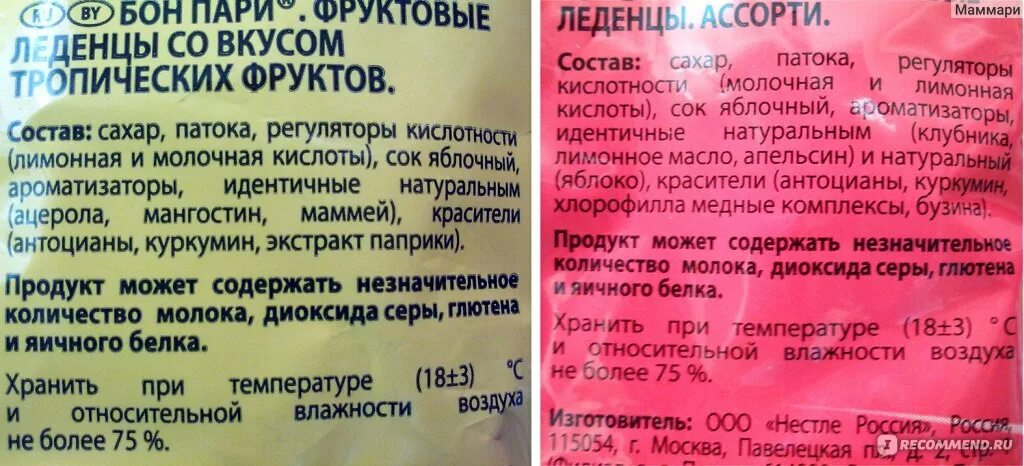 RU BY БОН ПАРИ®. ФРУКТОВЫЕ
ЛЕДЕНЦЫ СО ВКУСОМ
ТРОПИЧЕСКИХ ФРУКТОВ.
Состав: сахар, патока, регуляторы кислотности
(лимонная и молочная кислоты), сок яблочный,
ароматизаторы, идентичные натуральным
(ацерола, мангостин, маммей), красители
(антоцианы, куркумин, экстракт паприки).
Продукт может содержать незначительное
количество молока, диоксида серы, глютена
и яичного белка.
Хранить при температуре (18±3) °С
и относительной влажности воздуха
не более 75 %.
Маммари
ЛЕДЕНЦЫ. АССОРТИ.
Состав: сахар, патока, регуляторы
кислотности (молочная и лимонная
кислоты), сок яблочный, ароматизаторы,
идентичные натуральным (клубника,
лимонное масло, апельсин) и натуральный
(яблоко), красители (антоцианы, куркумин,
хлорофилла медные комплексы, бузина).
Продукт может содержать незначительное
количество молока, диоксида серы, глютена
и яичного белка.
Хранить при температуре (18±3) °С
и относительной влажности воздуха
не более 75 %.
Изготовитель: ООО «Нестле Россия», Россия,
115054, г. Москва, Павелецкая пл., д. 2, стр.
IRECOMMEND.RU